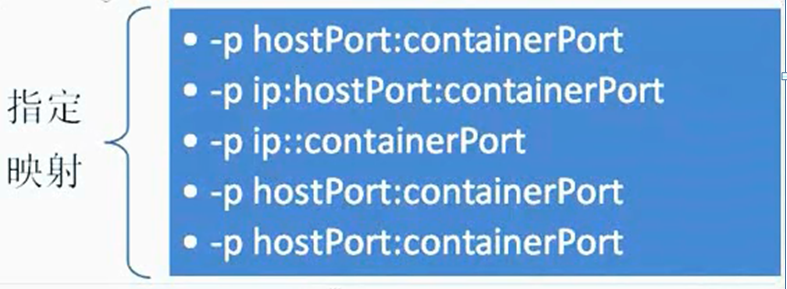 指定
映射
• -p hostPort:containerPort
• -p ip:hostPort:containerPort
• -p ip::containerPort
• -p hostPort:containerPort
• -p hostPort:containerPort